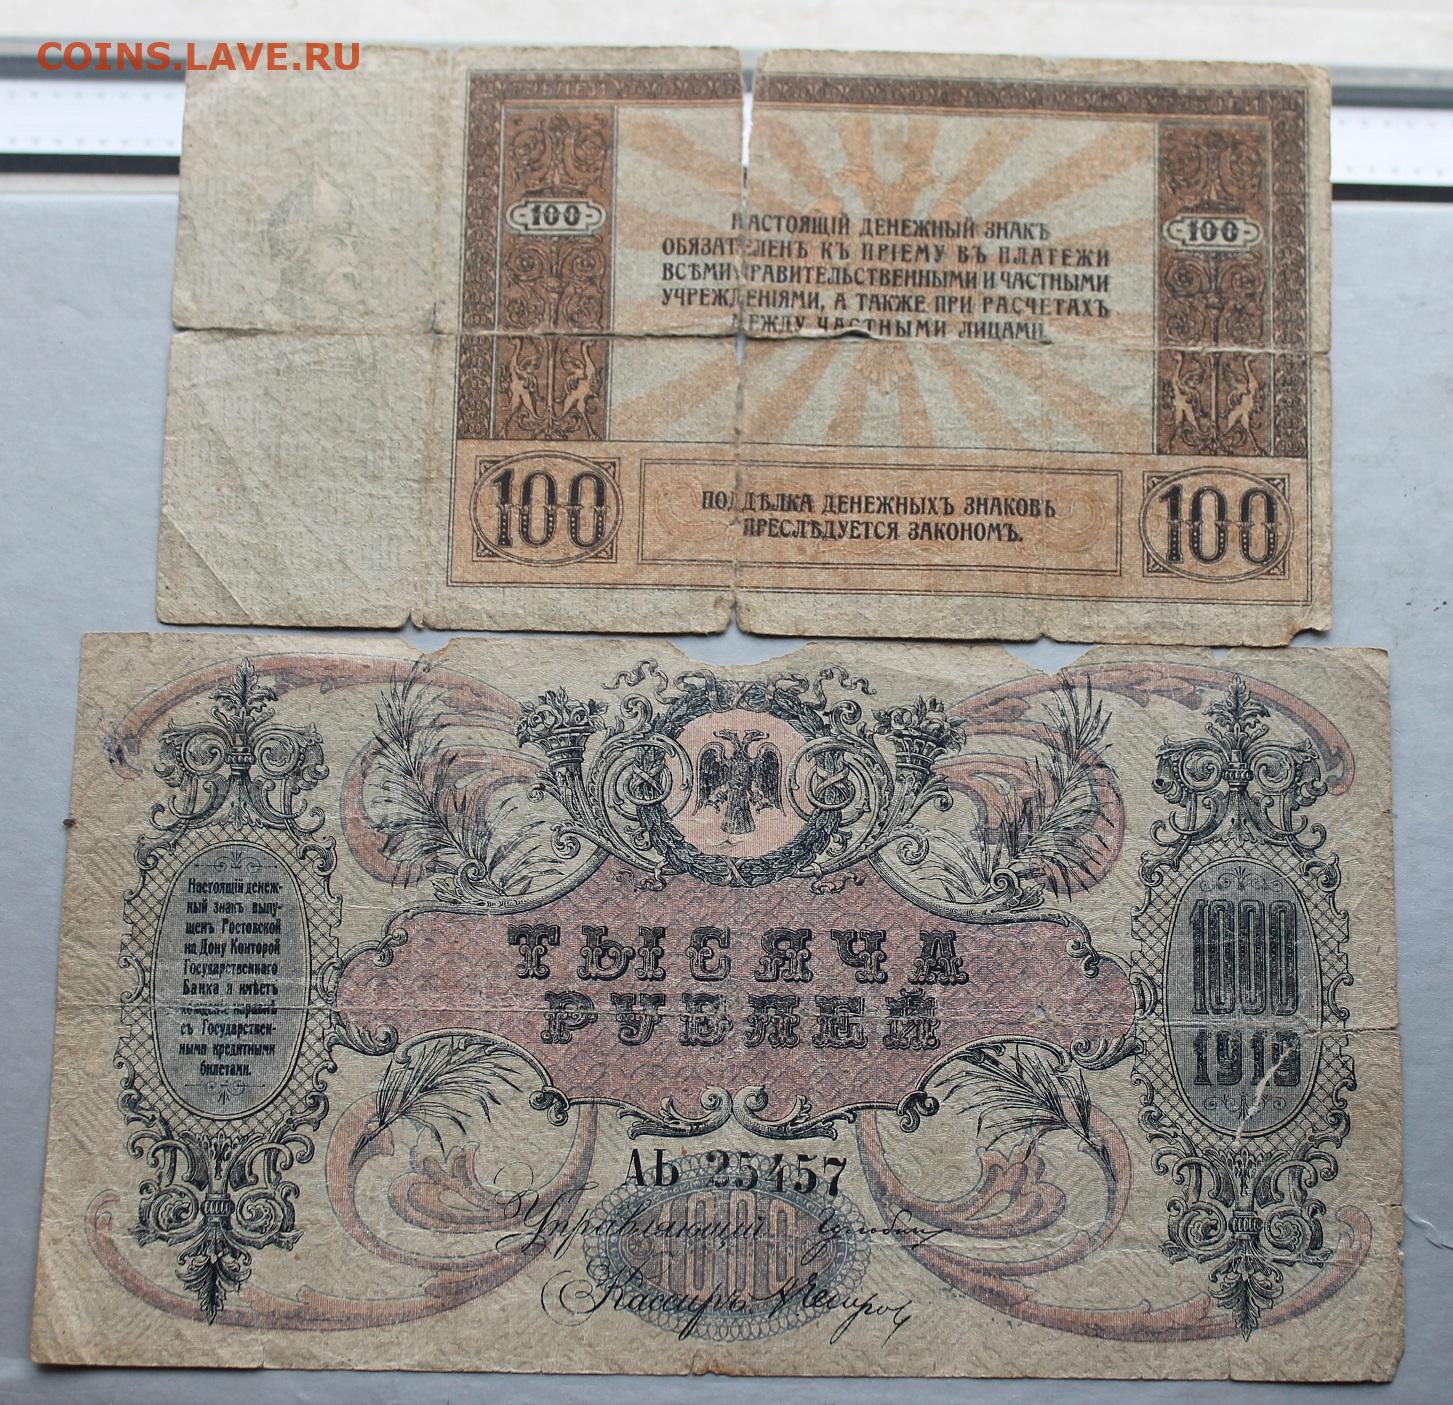 COINS.LAVE.RU
100
100
НАСТОЯЩІЙ ДЕНЕЖНЫЙ ЗНАКЪ
ОБЯЗАТЕЛЕНЪ КЪ ПРІЕМУ ВЪ ПЛАТЕЖИ
ВСѢМИ ПРАВИТЕЛЬСТВЕННЫМИ И ЧАСТНЫМИ
УЧРЕЖДЕНІЯМИ, А ТАКЖЕ ПРИ РАСЧЕТАХЪ
МЕЖДУ ЧАСТНЫМИ ЛИЦАМИ.
100
ПОДДѢЛКА ДЕНЕЖНЫХЪ ЗНАКОВЪ
ПРЕСЛѢДУЕТСЯ ЗАКОНОМЪ.
100
Настоящій денеж-
ный знакъ выпу-
щенъ Ростовской
на Дону Конторой
Государственнаго
Банка и имѣетъ
хожденіе наравнѣ
съ Государствен-
ными кредитными
билетами.
ТЫСЯЧА
РУБЛЕЙ
1000
1919
АЬ 25457
Управляющій
1000
Кассиръ